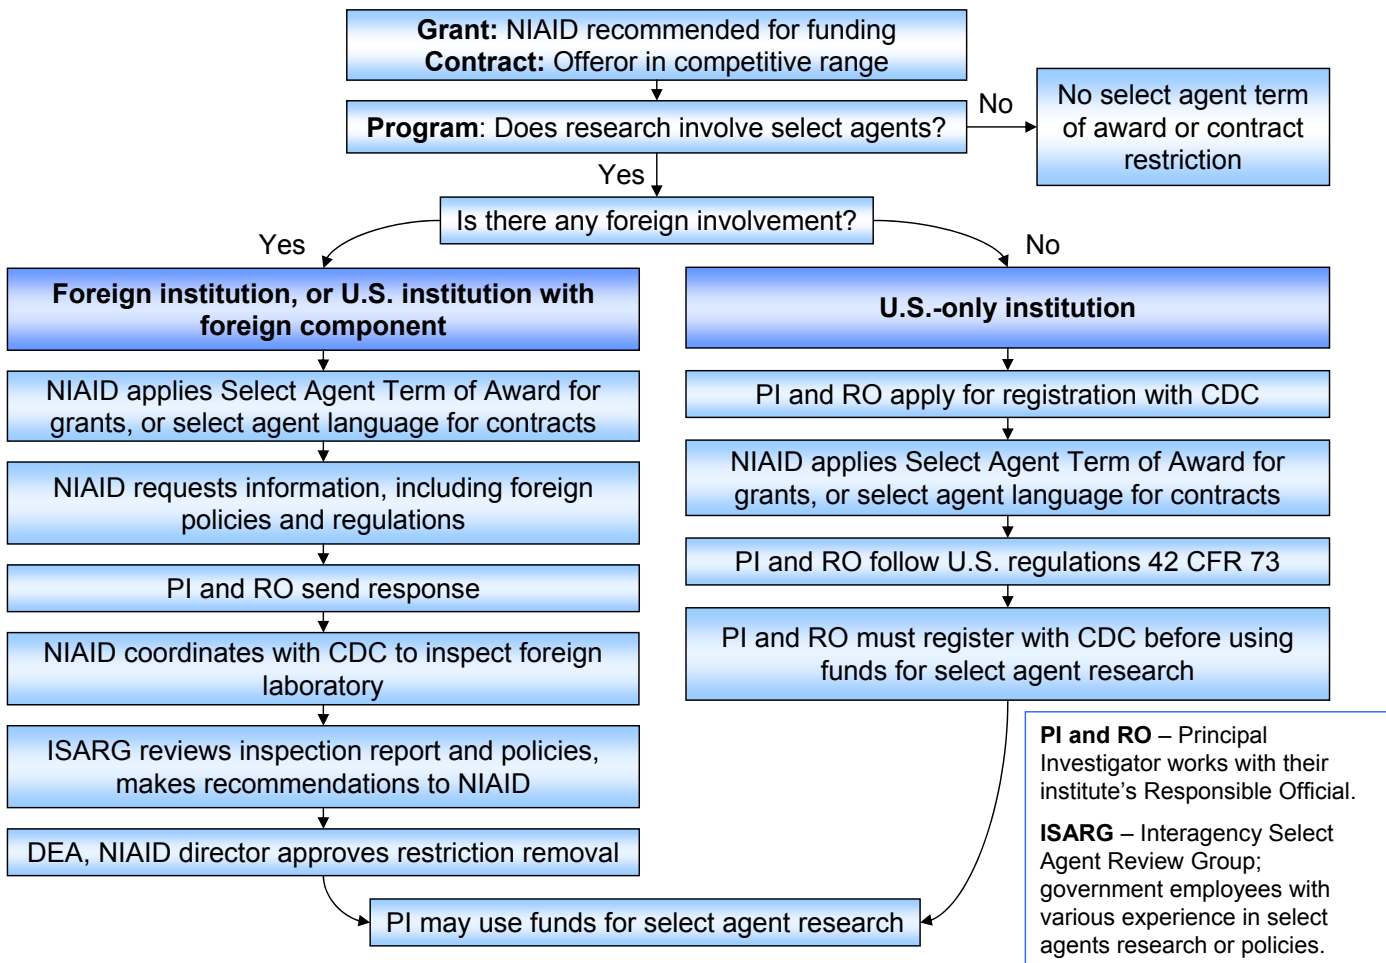 Grant: NIAID recommended for funding
Contract: Offeror in competitive range
Program: Does research involve select agents?
No
No select agent term
of award or contract
restriction
Yes
Is there any foreign involvement?
Yes
No
Foreign institution, or U.S. institution with
foreign component
NIAID applies Select Agent Term of Award for
grants, or select agent language for contracts
NIAID requests information, including foreign
policies and regulations
PI and RO send response
NIAID coordinates with CDC to inspect foreign
laboratory
ISARG reviews inspection report and policies,
makes recommendations to NIAID
DEA, NIAID director approves restriction removal
U.S.-only institution
PI and RO apply for registration with CDC
NIAID applies Select Agent Term of Award for
grants, or select agent language for contracts
PI and RO follow U.S. regulations 42 CFR 73
PI and RO must register with CDC before using
funds for select agent research
PI may use funds for select agent research
PI and RO – Principal
Investigator works with their
institute’s Responsible Official.
ISARG – Interagency Select
Agent Review Group;
government employees with
various experience in select
agents research or policies.